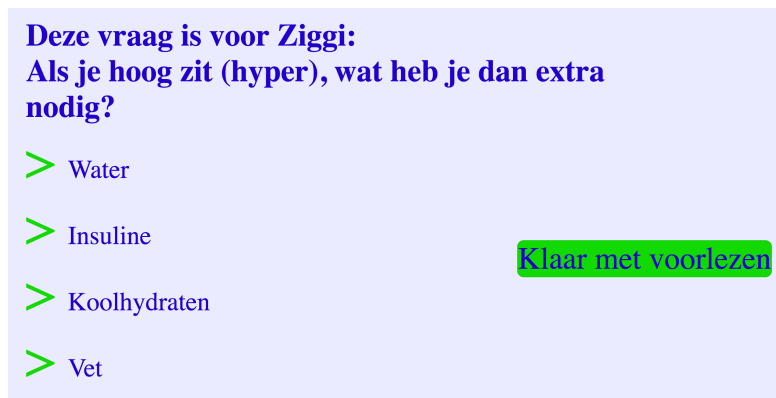 Deze vraag is voor Ziggi:
Als je hoog zit (hyper), wat heb je dan extra
nodig?
> Water
> Insuline
Klaar met voorlezen
> Koolhydraten
> Vet